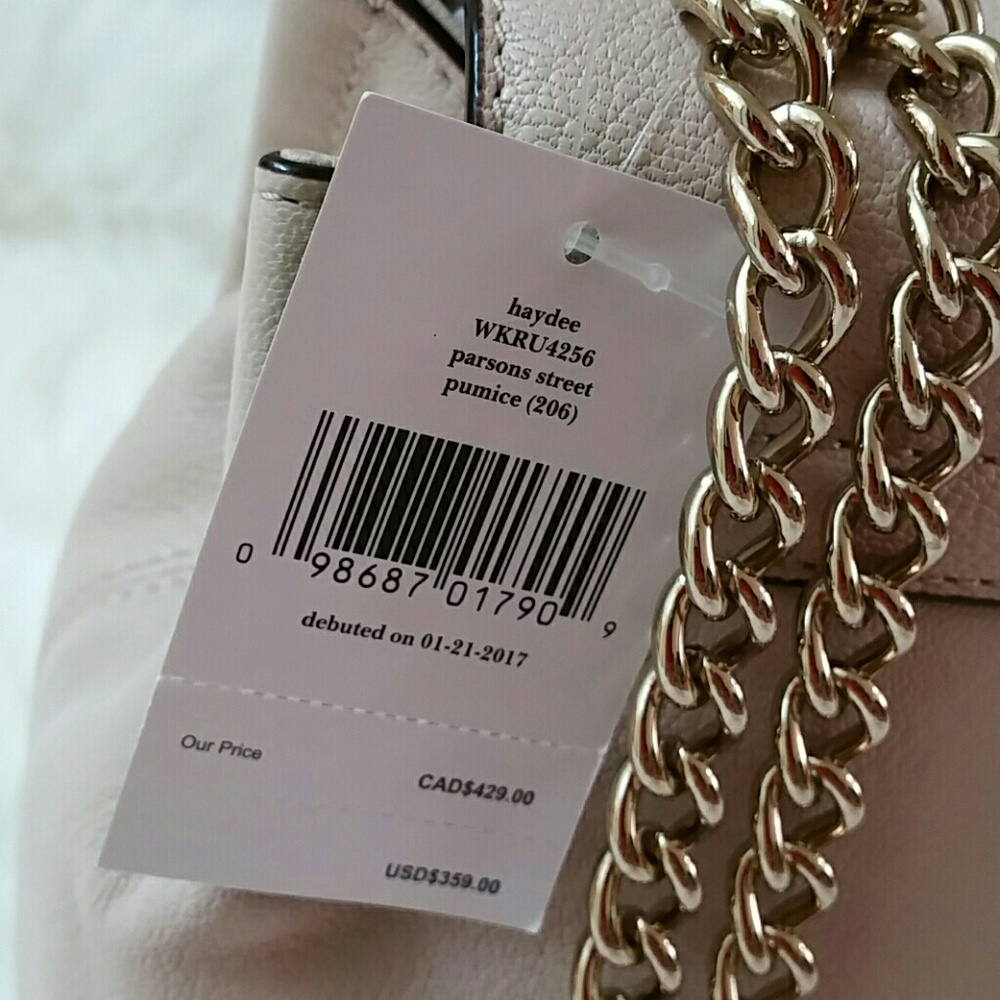 haydee
WKRU4256
parsons street
pumice (206)
0 98687 01790 9
debuted on 01-21-2017
Our Price
CAD$429.00
USD$359.00